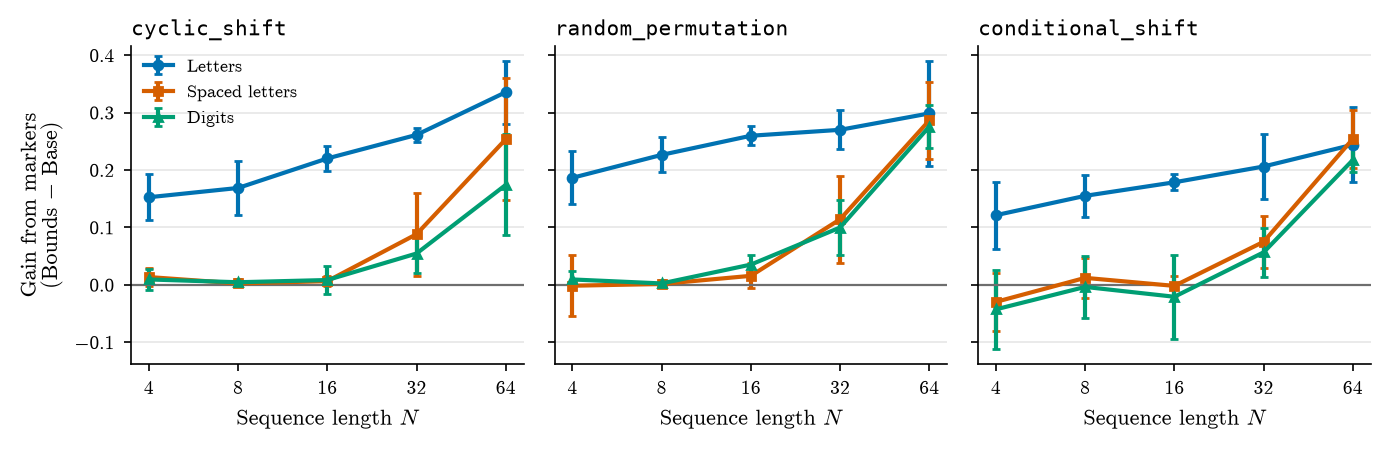 cyclic_shift
random_permutation
conditional_shift
Gain from markers
(Bounds − Base)
0.4
0.3
0.2
0.1
0.0
−0.1
Letters
Spaced letters
Digits
4 8 16 32 64
4 8 16 32 64
4 8 16 32 64
Sequence length N
Sequence length N
Sequence length N